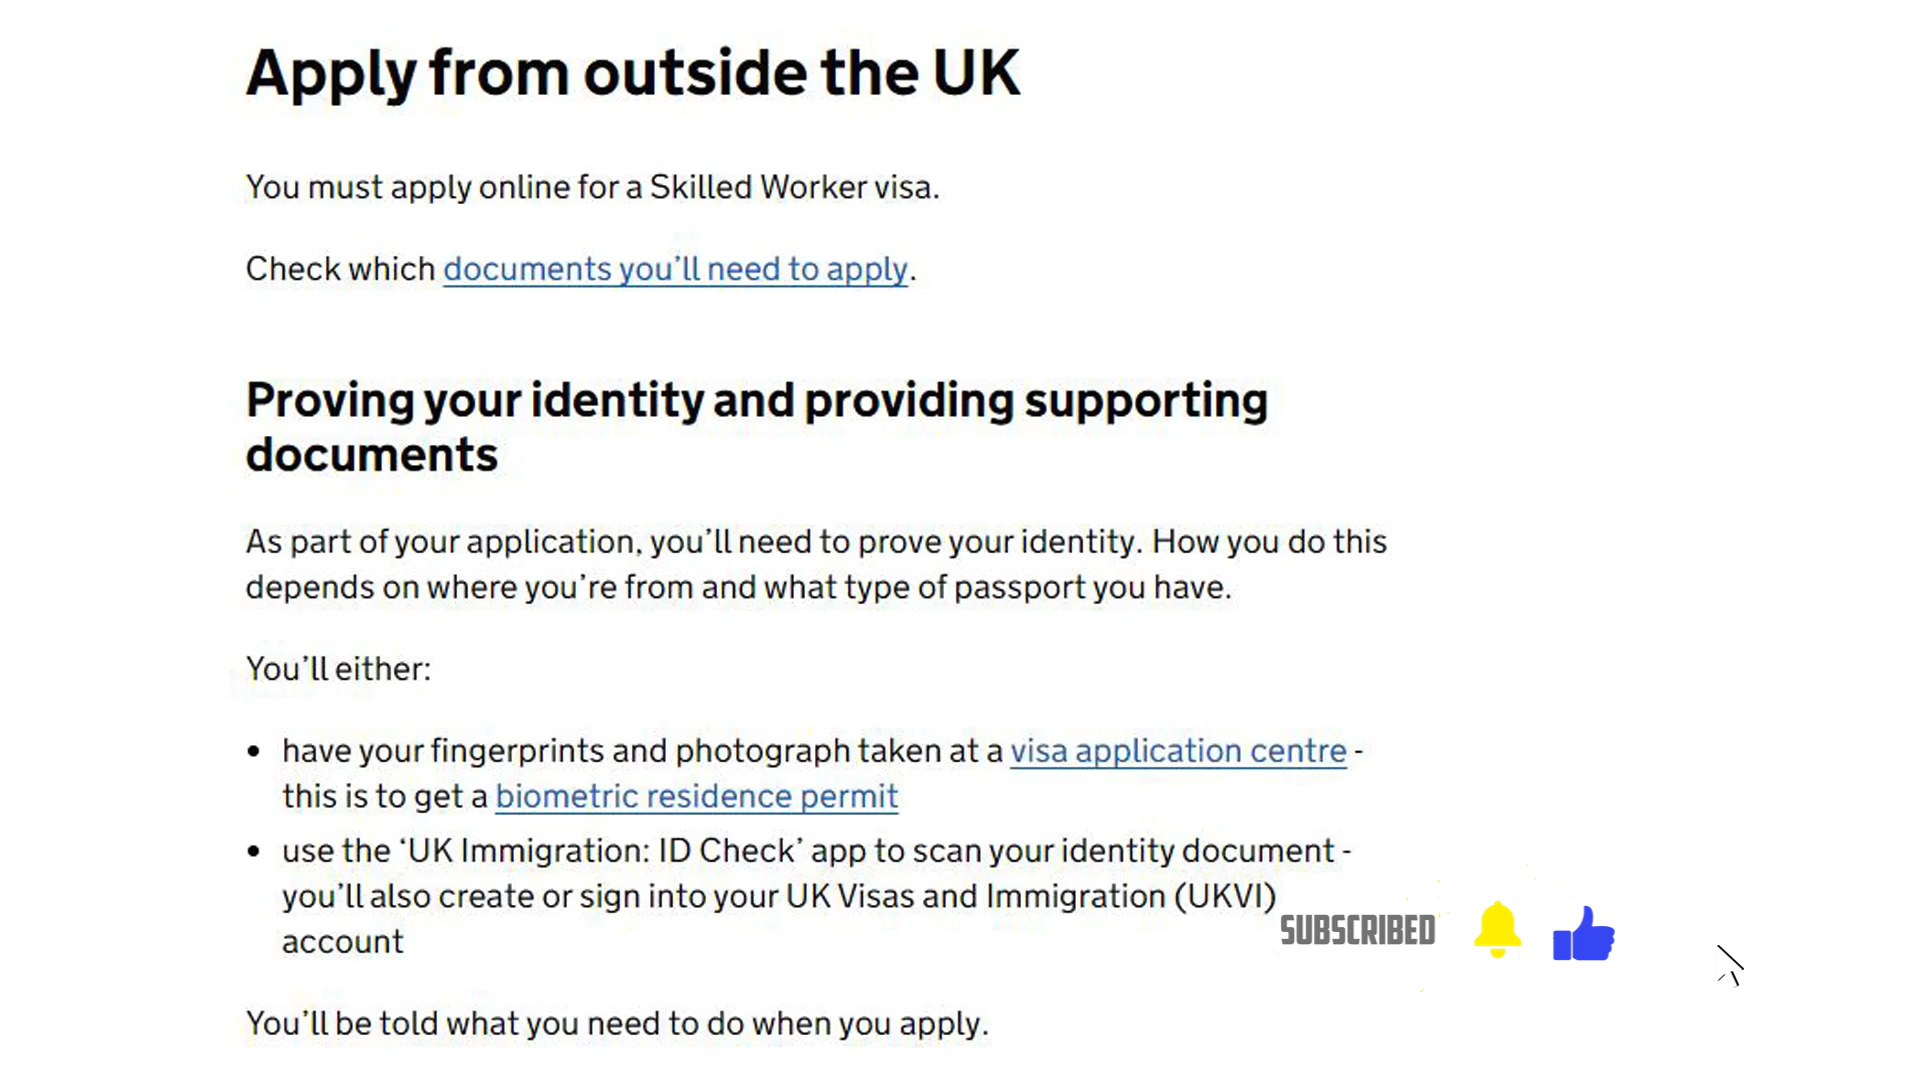 Apply from outside the UK
You must apply online for a Skilled Worker visa.
Check which documents you’ll need to apply.
Proving your identity and providing supporting
documents
As part of your application, you’ll need to prove your identity. How you do this
depends on where you’re from and what type of passport you have.
You’ll either:
• have your fingerprints and photograph taken at a visa application centre -
this is to get a biometric residence permit
• use the ‘UK Immigration: ID Check’ app to scan your identity document -
you’ll also create or sign into your UK Visas and Immigration (UKVI)
account
SUBSCRIBED
You’ll be told what you need to do when you apply.